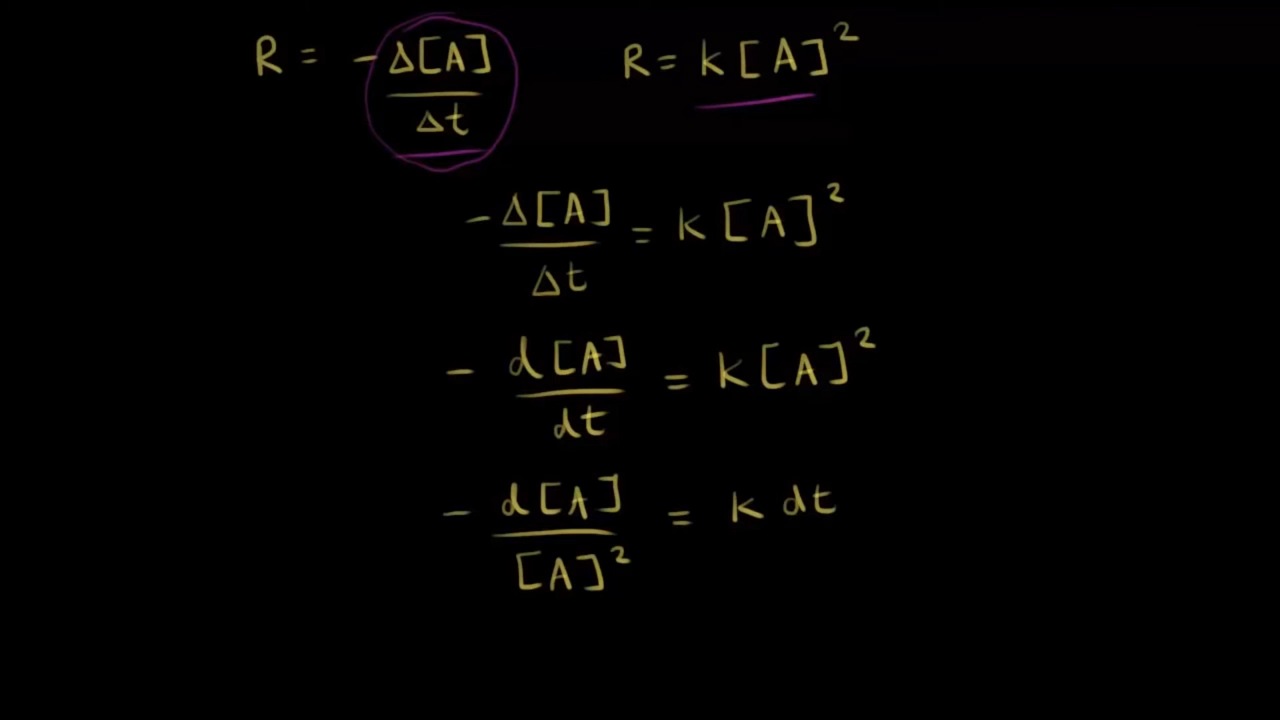 R = -Δ[A]/Δt   R = k[A]²
-Δ[A]/Δt = k[A]²
-d[A]/dt = k[A]²
-d[A]/[A]² = k dt